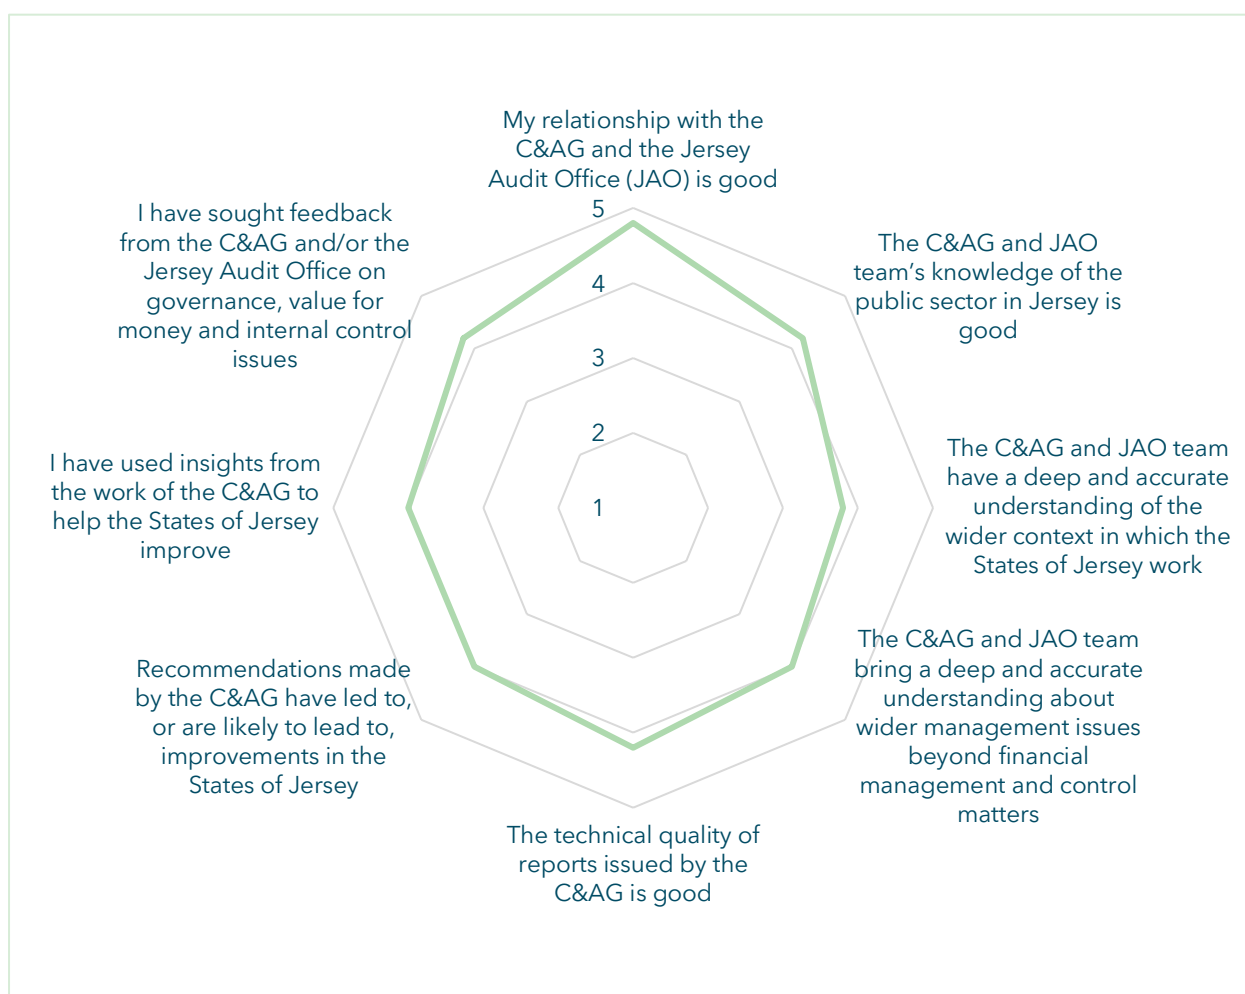 My relationship with the
C&AG and the Jersey
Audit Office (JAO) is good
The C&AG and JAO
team’s knowledge of the
public sector in Jersey is
good
The C&AG and JAO team
have a deep and accurate
understanding of the
wider context in which the
States of Jersey work
The C&AG and JAO team
bring a deep and accurate
understanding about
wider management issues
beyond financial
management and control
matters
The technical quality of
reports issued by the
C&AG is good
Recommendations made
by the C&AG have led to,
or are likely to lead to,
improvements in the
States of Jersey
I have used insights from
the work of the C&AG to
help the States of Jersey
improve
I have sought feedback
from the C&AG and/or the
Jersey Audit Office on
governance, value for
money and internal control
issues
5
4
3
2
1